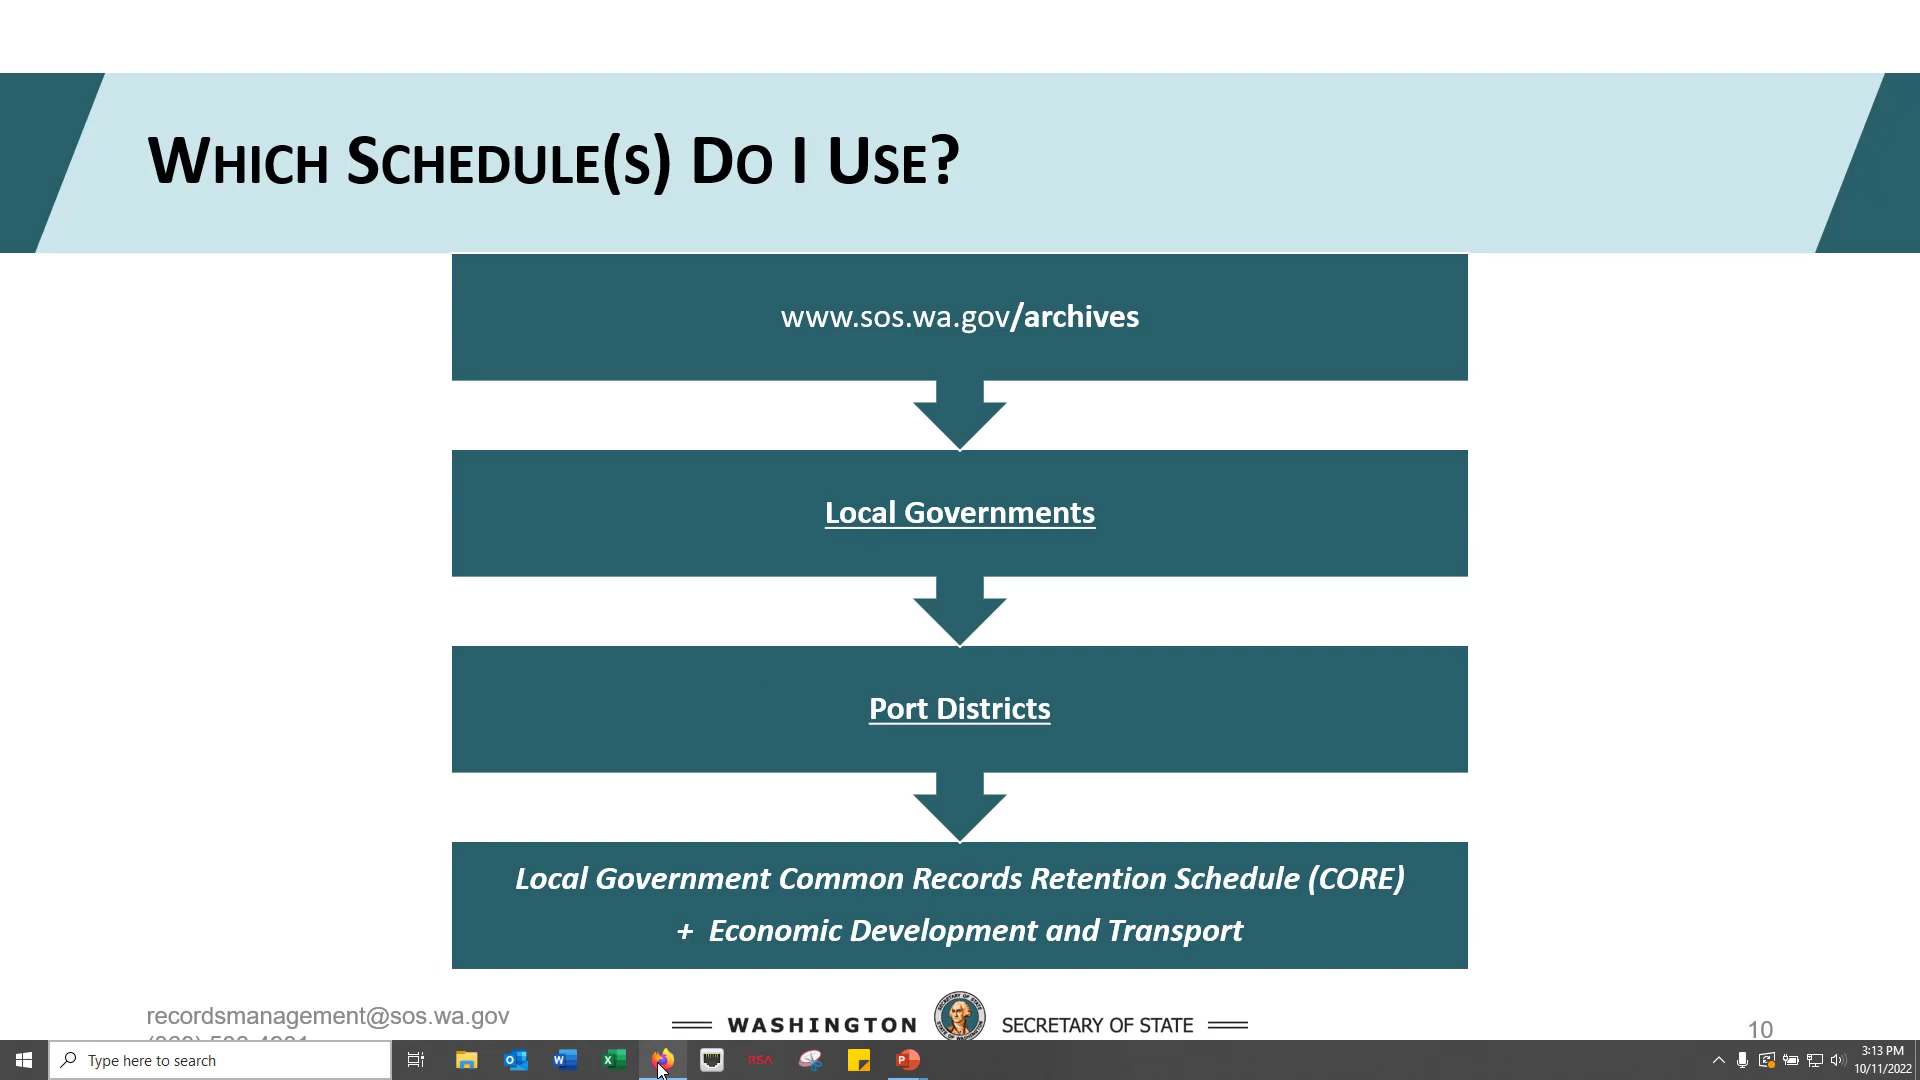 WHICH SCHEDULE(S) DO I USE?
www.sos.wa.gov/archives
Local Governments
Port Districts
Local Government Common Records Retention Schedule (CORE)
+ Economic Development and Transport
recordsmanagement@sos.wa.gov
WASHINGTON SECRETARY OF STATE
10
Type here to search
RSA
3:13 PM
10/11/2022